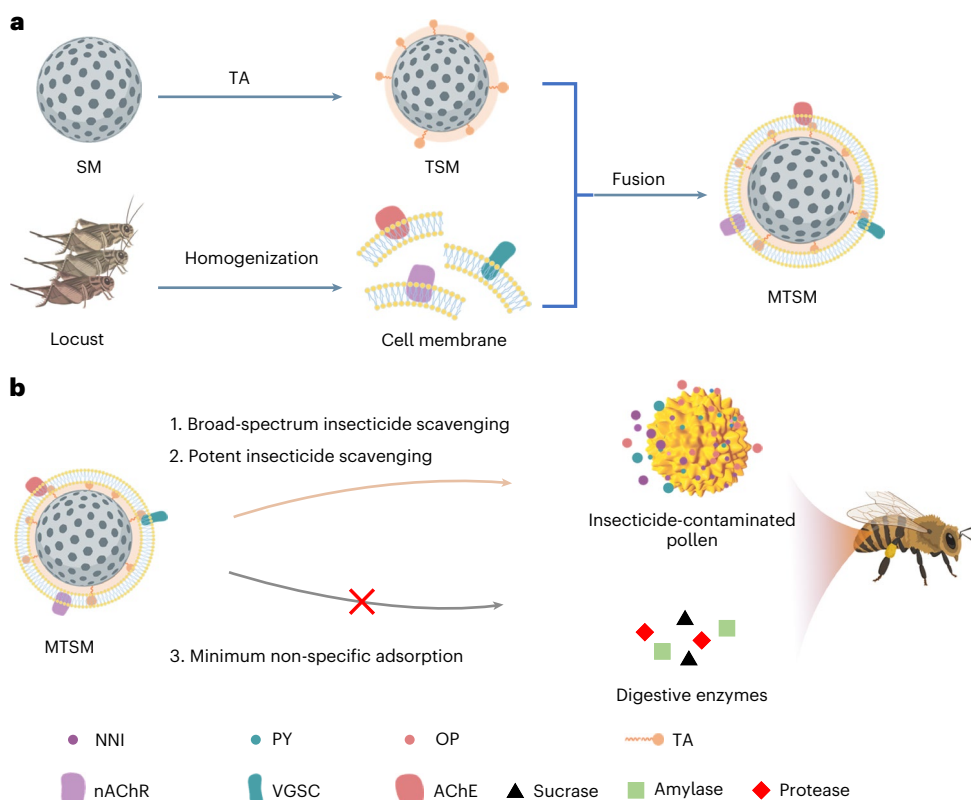 a
TA
SM
TSM
Fusion
Homogenization
MTSM
Locust
Cell membrane
b
1. Broad-spectrum insecticide scavenging
2. Potent insecticide scavenging
Insecticide-contaminated
pollen
MTSM
3. Minimum non-specific adsorption
Digestive enzymes
NNI
PY
OP
TA
nAChR
VGSC
AChE
Sucrase
Amylase
Protease